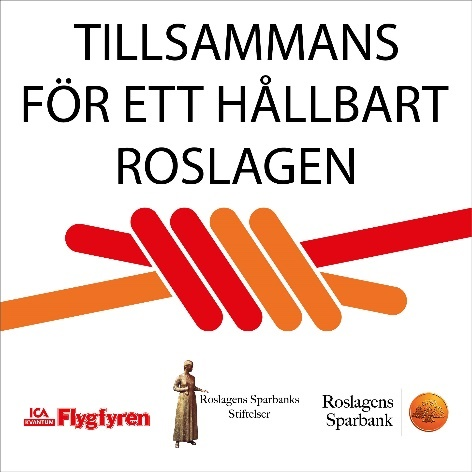 TILLSAMMANS
FÖR ETT HÅLLBART
ROSLAGEN
ICA
KVANTUM
Flygfyren
Roslagens Sparbanks
Stiftelser
Roslagens
Sparbank